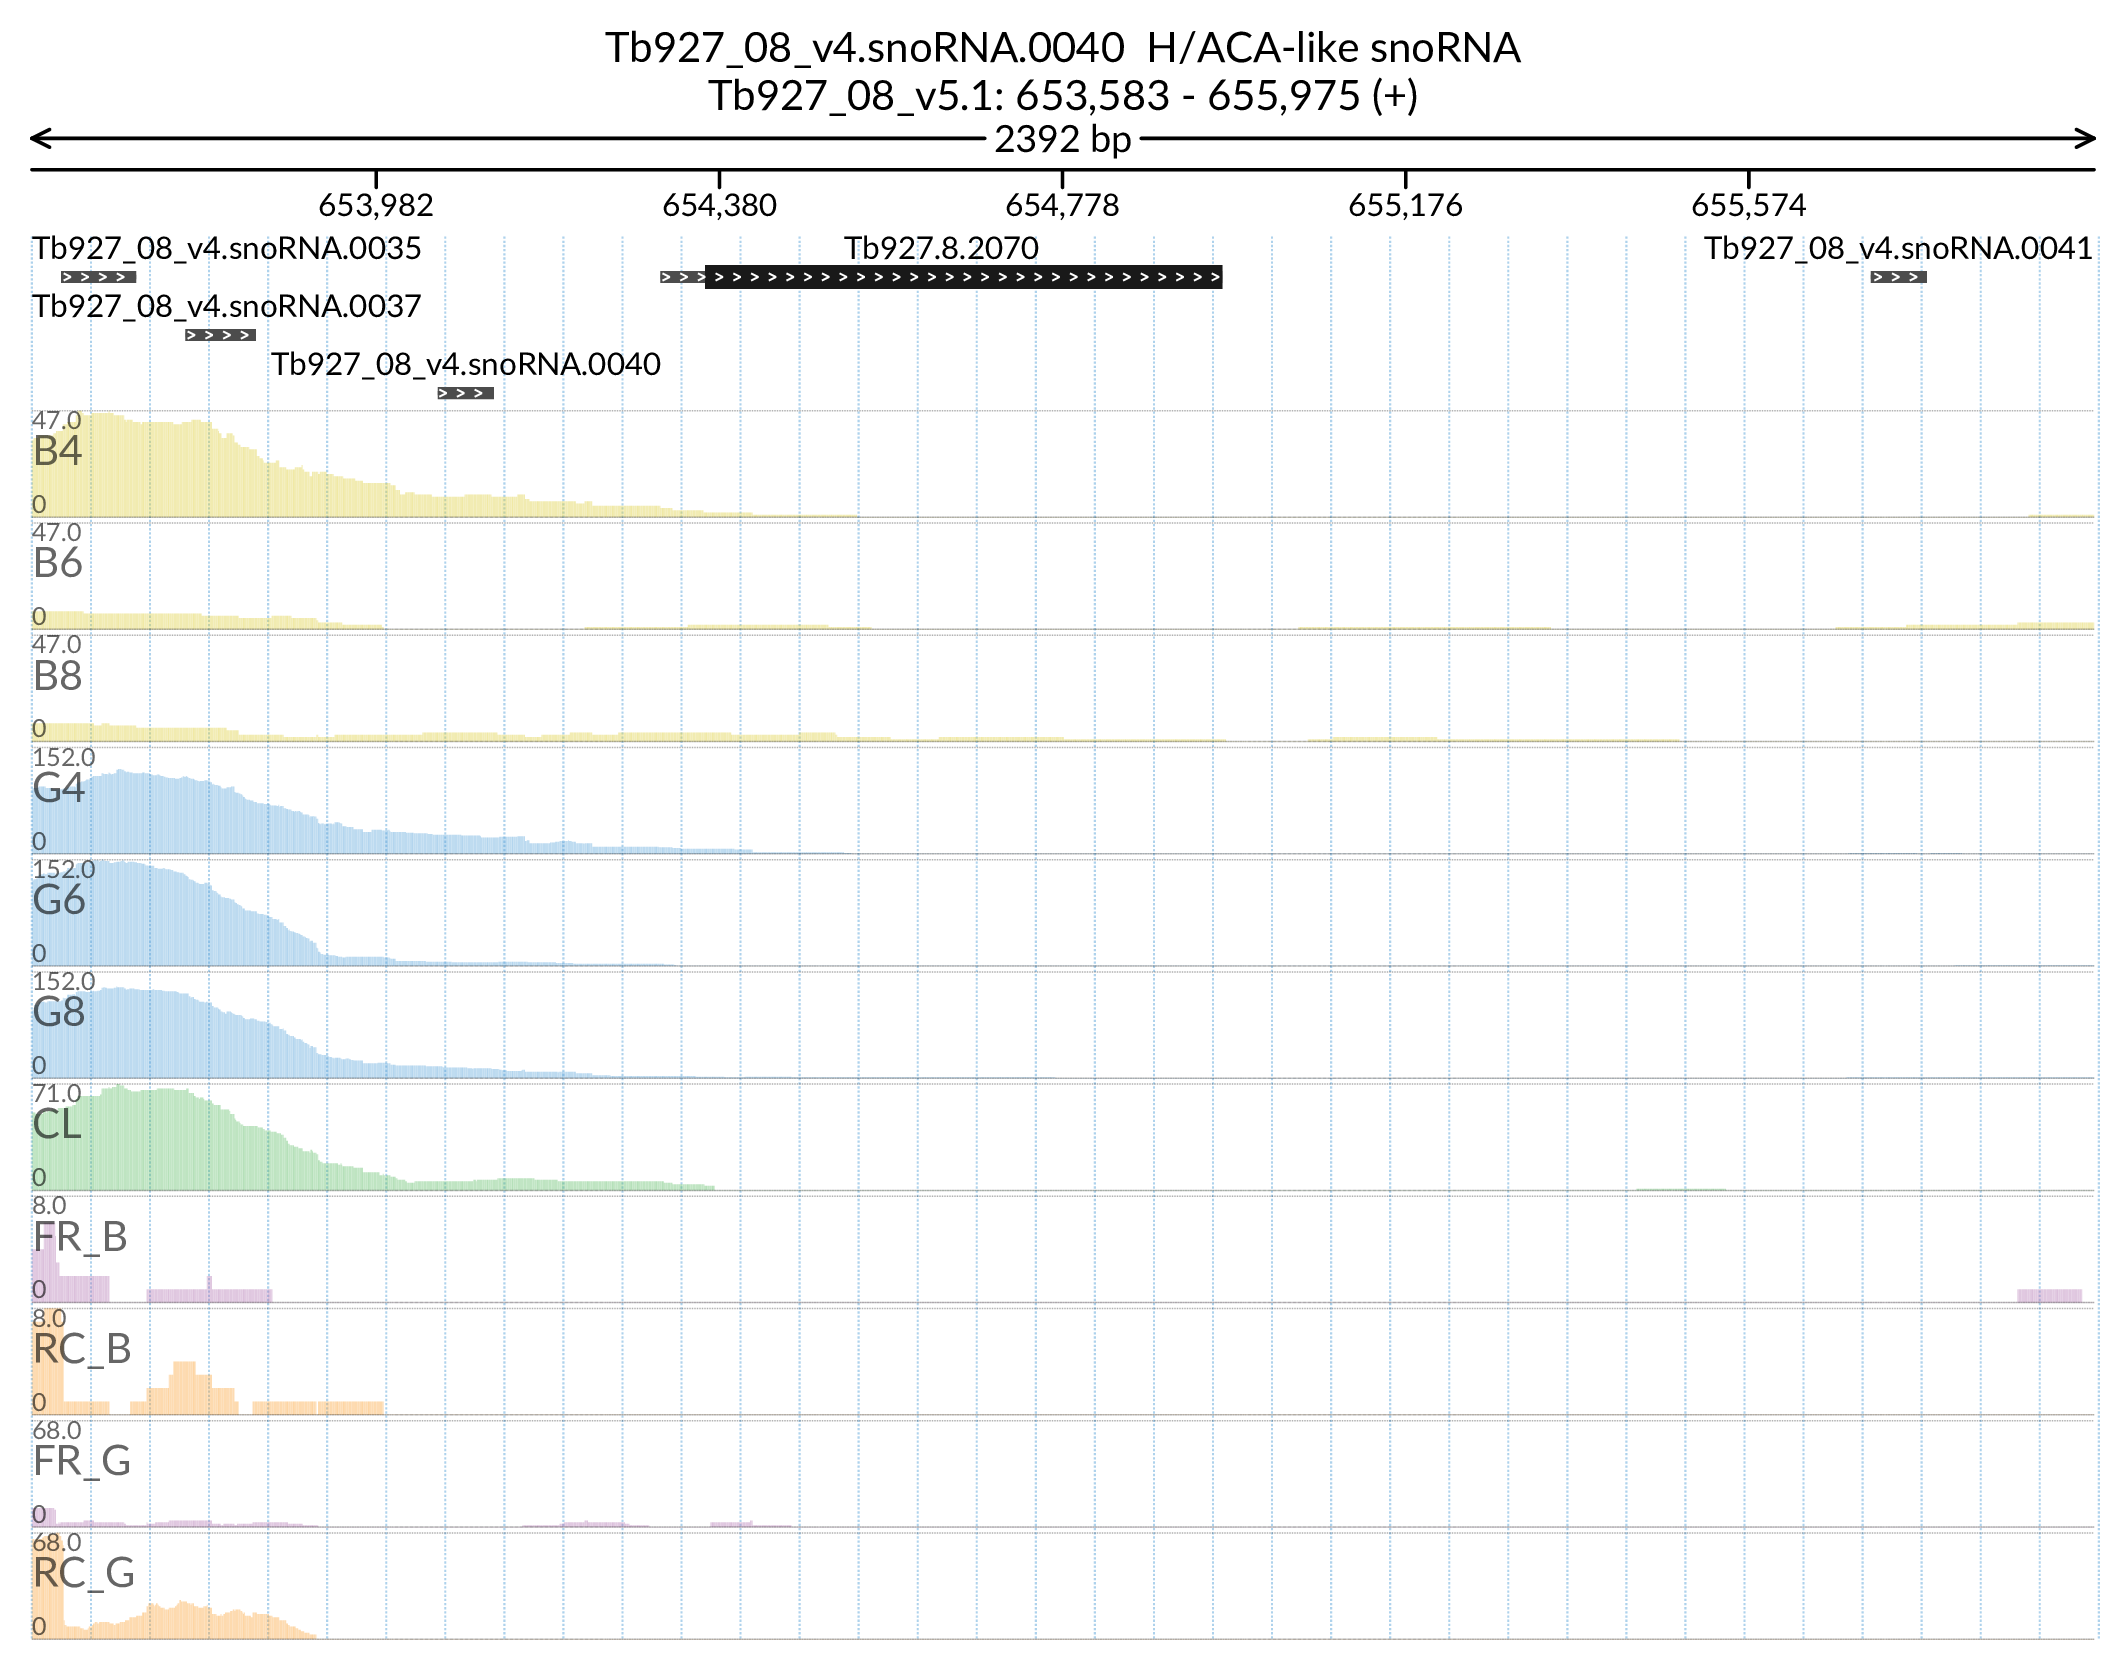 Tb927_08_v4.snoRNA.0040 H/ACA-like snoRNA
Tb927_08_v5.1: 653,583 - 655,975 (+)
2392 bp
653,982 654,380 654,778 655,176 655,574
Tb927_08_v4.snoRNA.0035 Tb927.8.2070 Tb927_08_v4.snoRNA.0041
Tb927_08_v4.snoRNA.0037
Tb927_08_v4.snoRNA.0040
47.0
B4
0
47.0
B6
0
47.0
B8
0
152.0
G4
0
152.0
G6
0
152.0
G8
0
71.0
CL
0
8.0
FR_B
0
8.0
RC_B
0
68.0
FR_G
0
68.0
RC_G
0